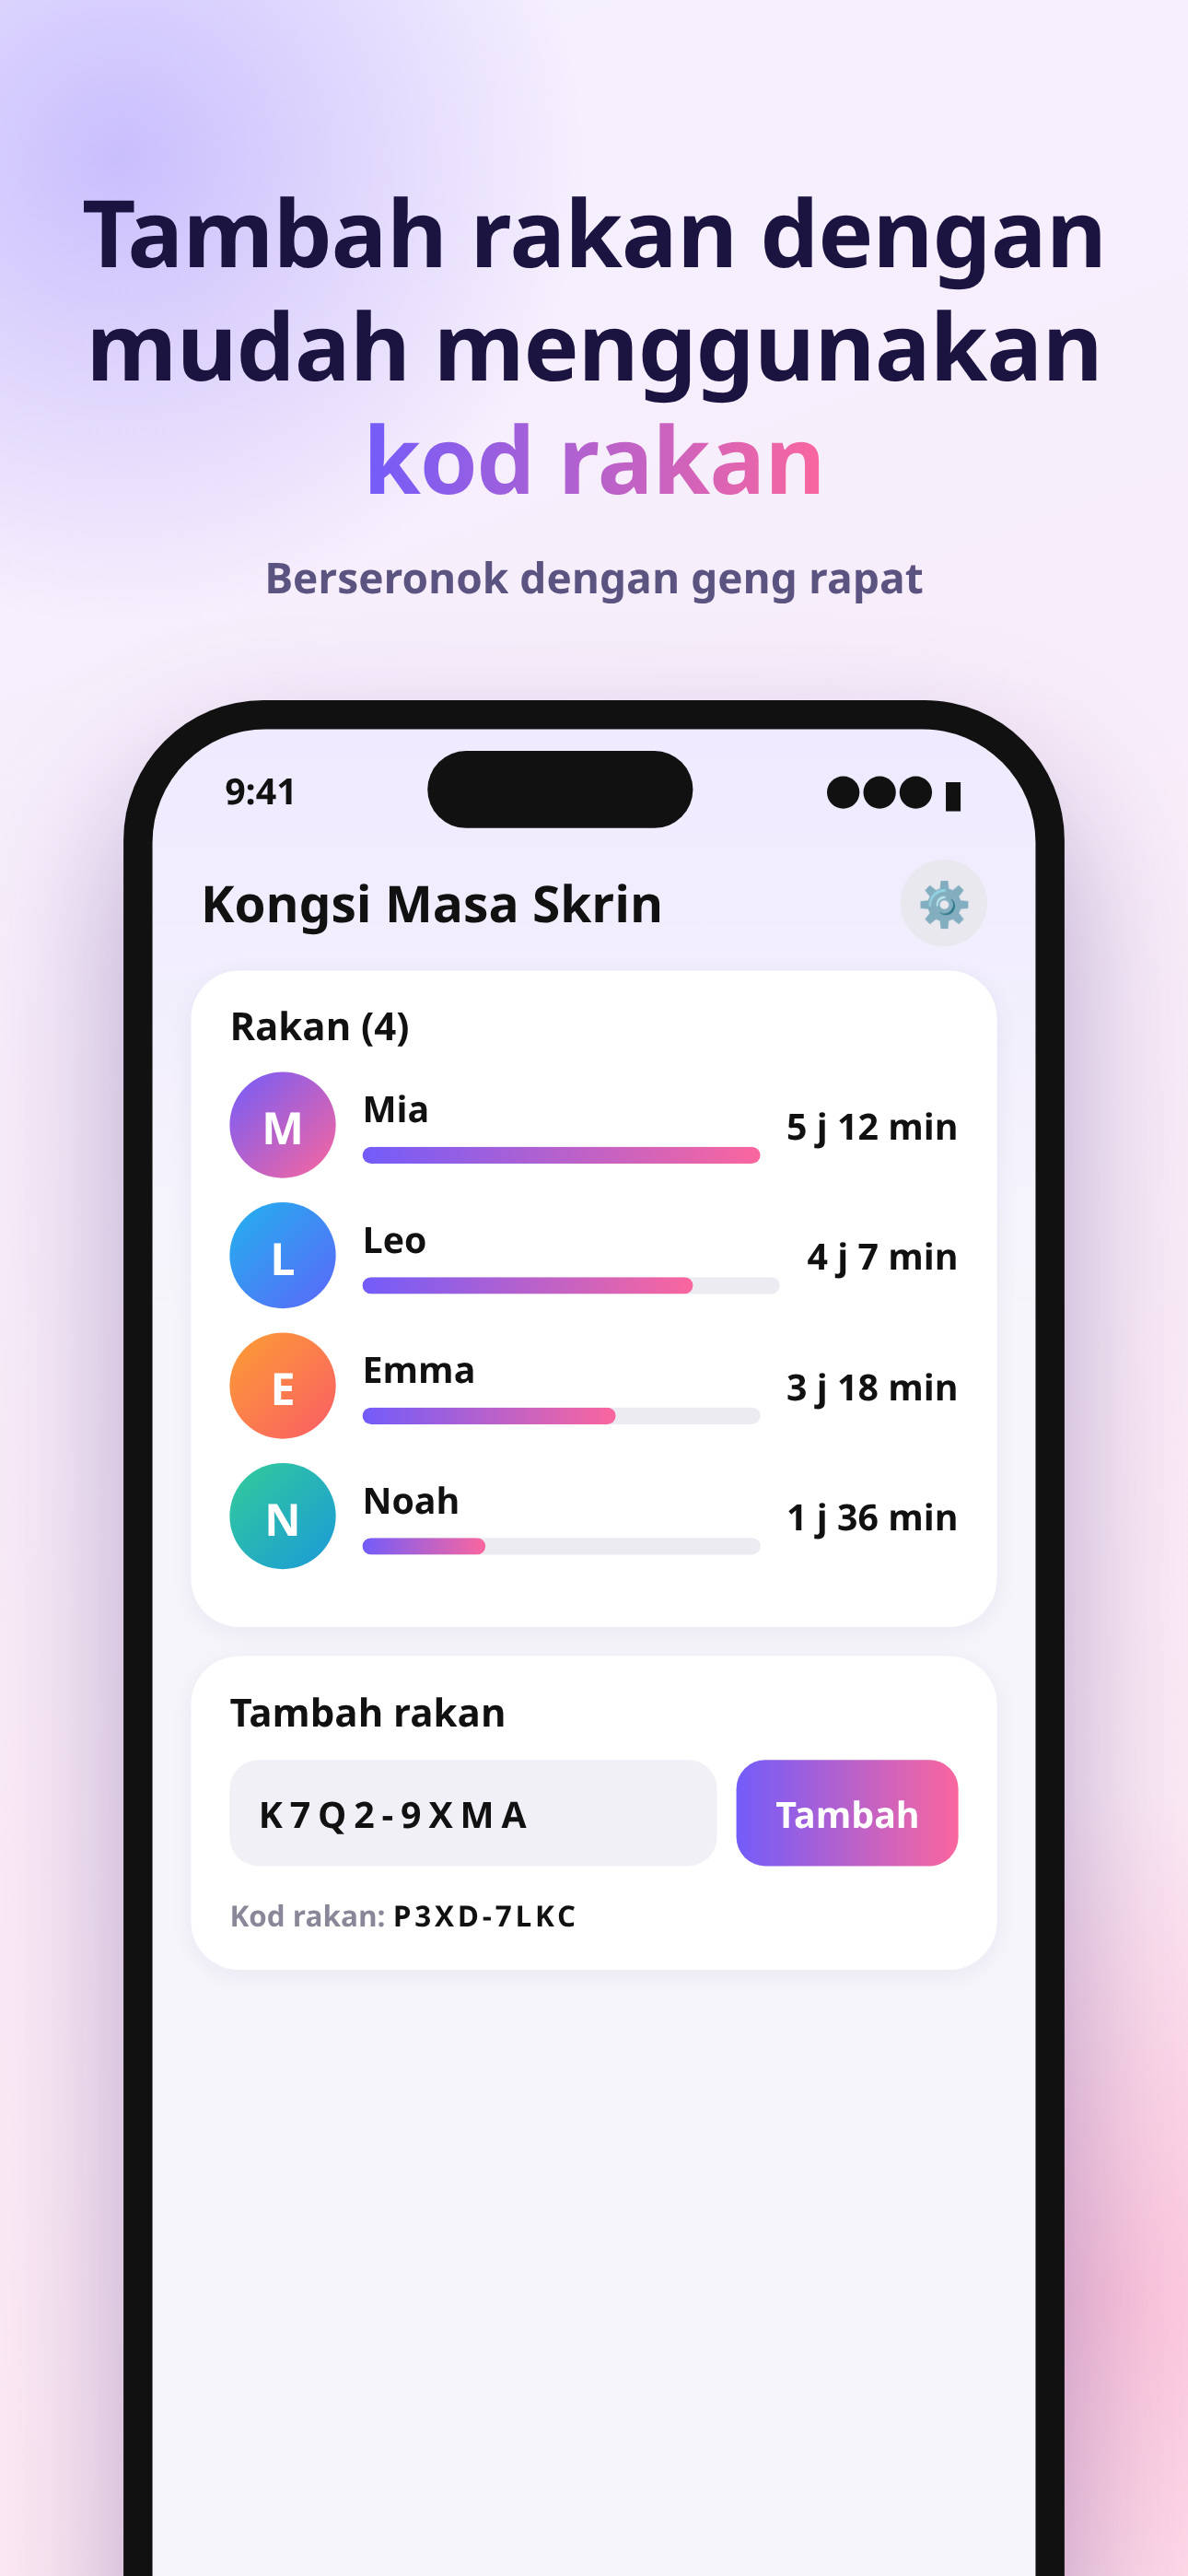 Tambah rakan dengan
mudah menggunakan
kod rakan
Berseronok dengan geng rapat
9:41
Kongsi Masa Skrin
Rakan (4)
M
Mia
5 j 12 min
L
Leo
4 j 7 min
E
Emma
3 j 18 min
N
Noah
1 j 36 min
Tambah rakan
K7Q2-9XMA
Tambah
Kod rakan: P3XD-7LKC